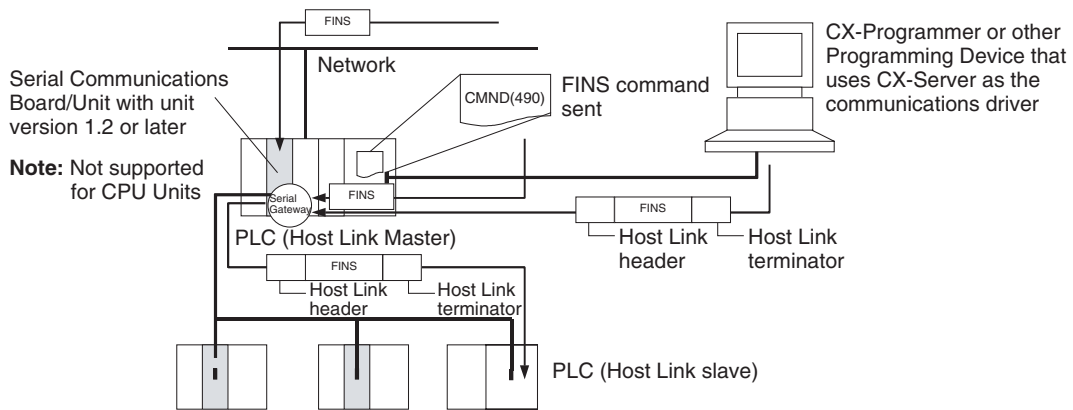 FINS
Network
CMND(490)
FINS command
sent
CX-Programmer or other
Programming Device that
uses CX-Server as the
communications driver
Serial Communications
Board/Unit with unit
version 1.2 or later
Note: Not supported
for CPU Units
Serial
Gateway
FINS
PLC (Host Link Master)
FINS
Host Link
header
Host Link
terminator
FINS
Host Link
header
Host Link
terminator
PLC (Host Link slave)